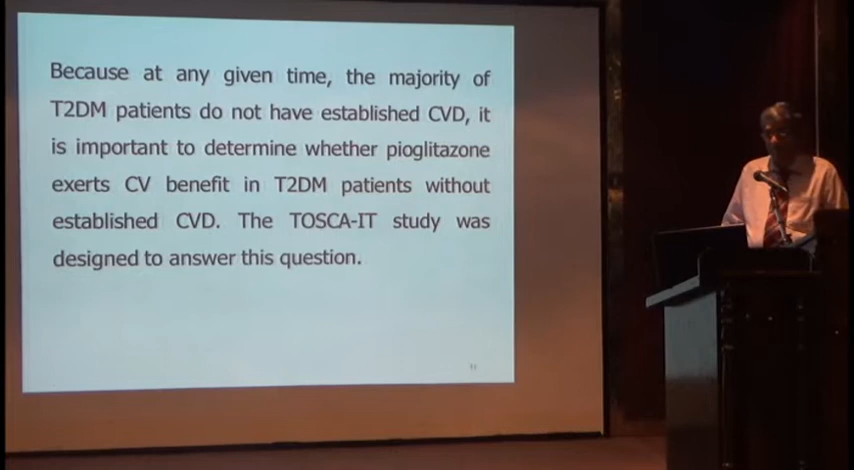 Because at any given time, the majority of
T2DM patients do not have established CVD, it
is important to determine whether pioglitazone
exerts CV benefit in T2DM patients without
established CVD. The TOSCA-IT study was
designed to answer this question.